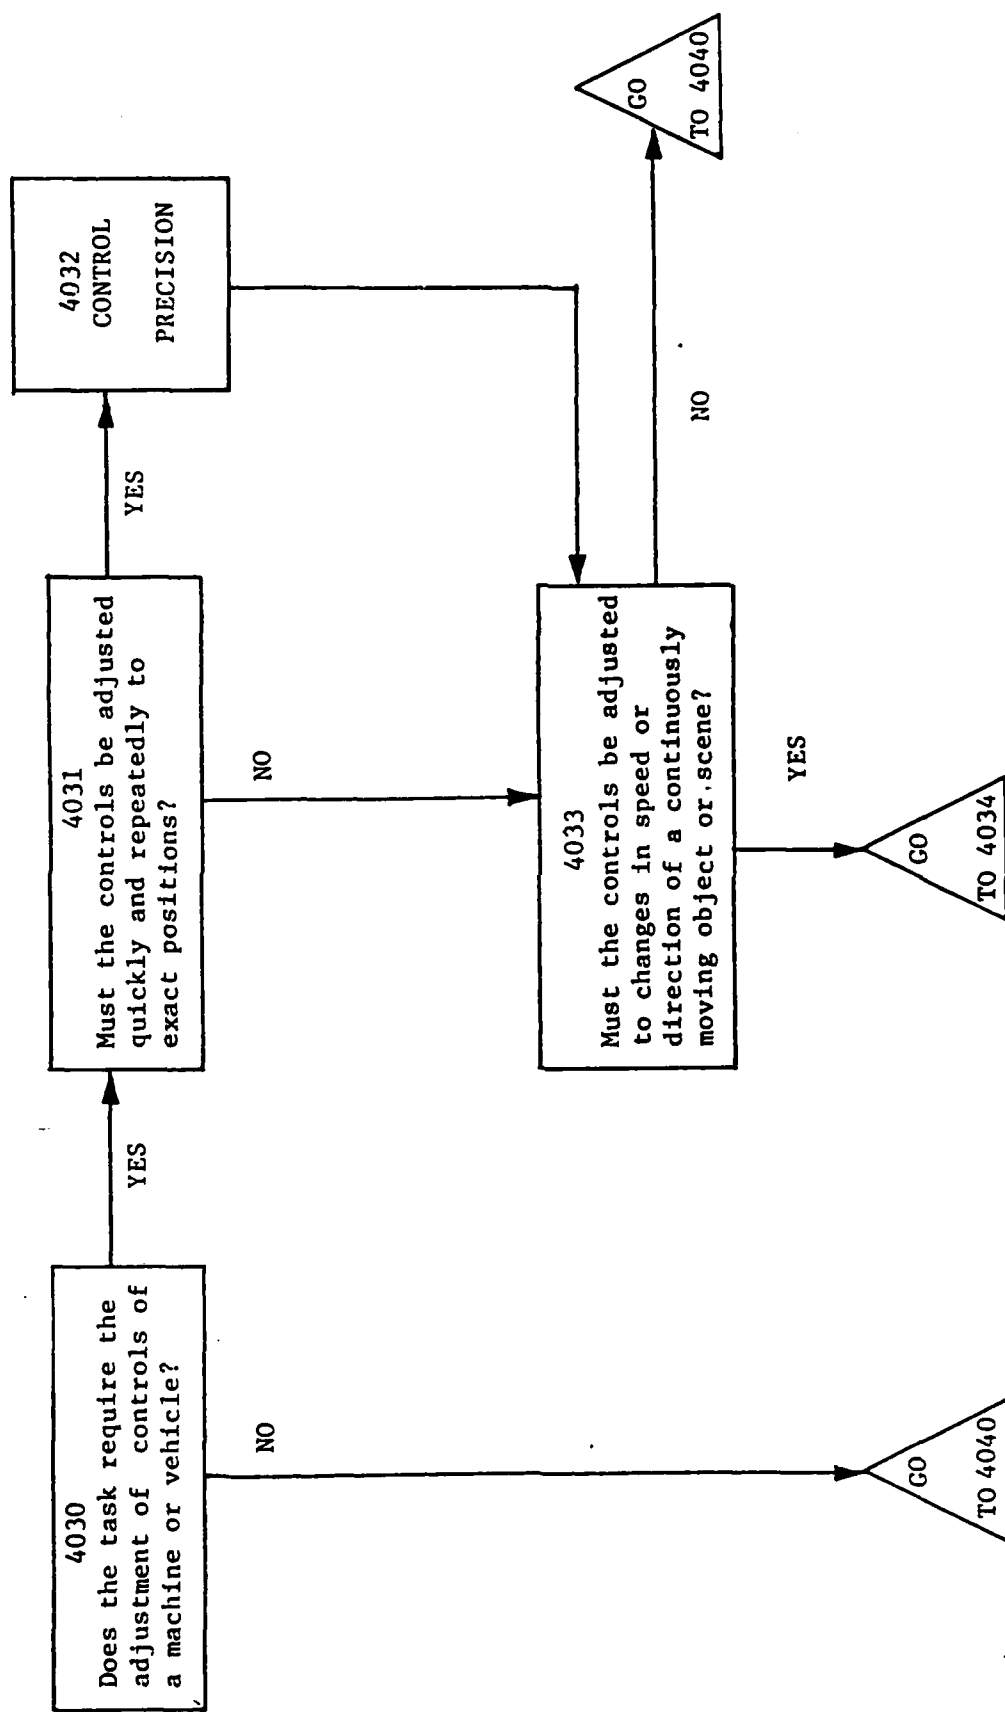 4030
Does the task require the
adjustment of controls of
a machine or vehicle?
YES
NO
GO
TO 4040
4031
Must the controls be adjusted
quickly and repeatedly to
exact positions?
YES
NO
4032
CONTROL
PRECISION
4033
Must the controls be adjusted
to changes in speed or
direction of a continuously
moving object or scene?
YES
GO
TO 4034
NO
GO
TO 4040